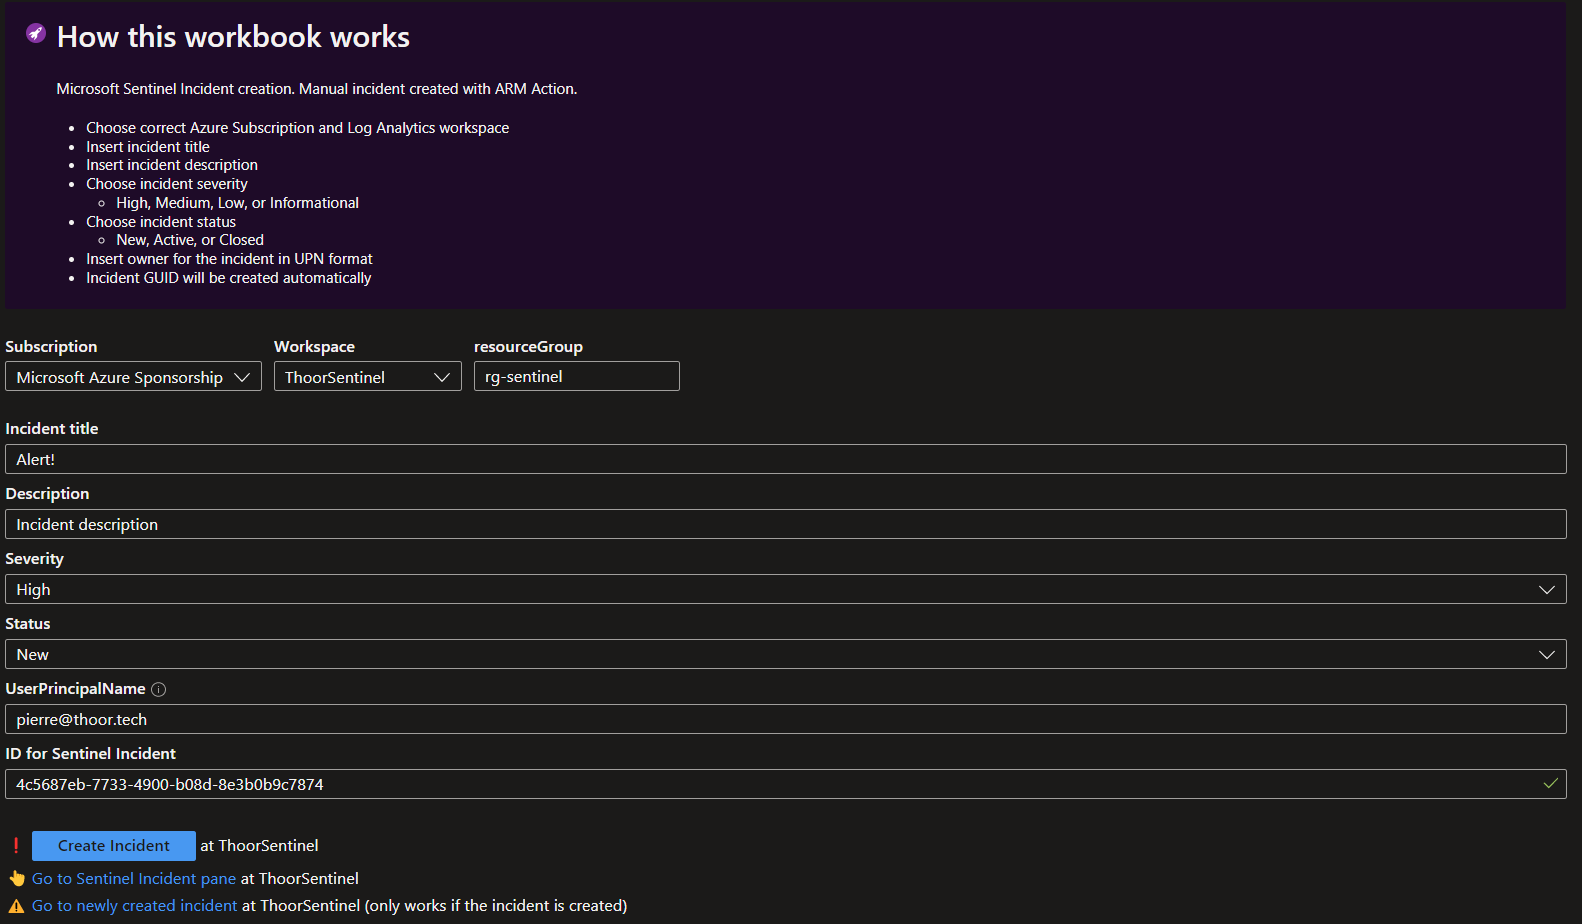 How this workbook works
Microsoft Sentinel Incident creation. Manual incident created with ARM Action.
Choose correct Azure Subscription and Log Analytics workspace
Insert incident title
Insert incident description
Choose incident severity
High, Medium, Low, or Informational
Choose incident status
New, Active, or Closed
Insert owner for the incident in UPN format
Incident GUID will be created automatically
Subscription Workspace resourceGroup
Microsoft Azure Sponsorship ThoorSentinel rg-sentinel
Incident title
Alert!
Description
Incident description
Severity
High
Status
New
UserPrincipalName
pierre@thoor.tech
ID for Sentinel Incident
4c5687eb-7733-4900-b08d-8e3b0b9c7874
Create Incident at ThoorSentinel
Go to Sentinel Incident pane at ThoorSentinel
Go to newly created incident at ThoorSentinel (only works if the incident is created)